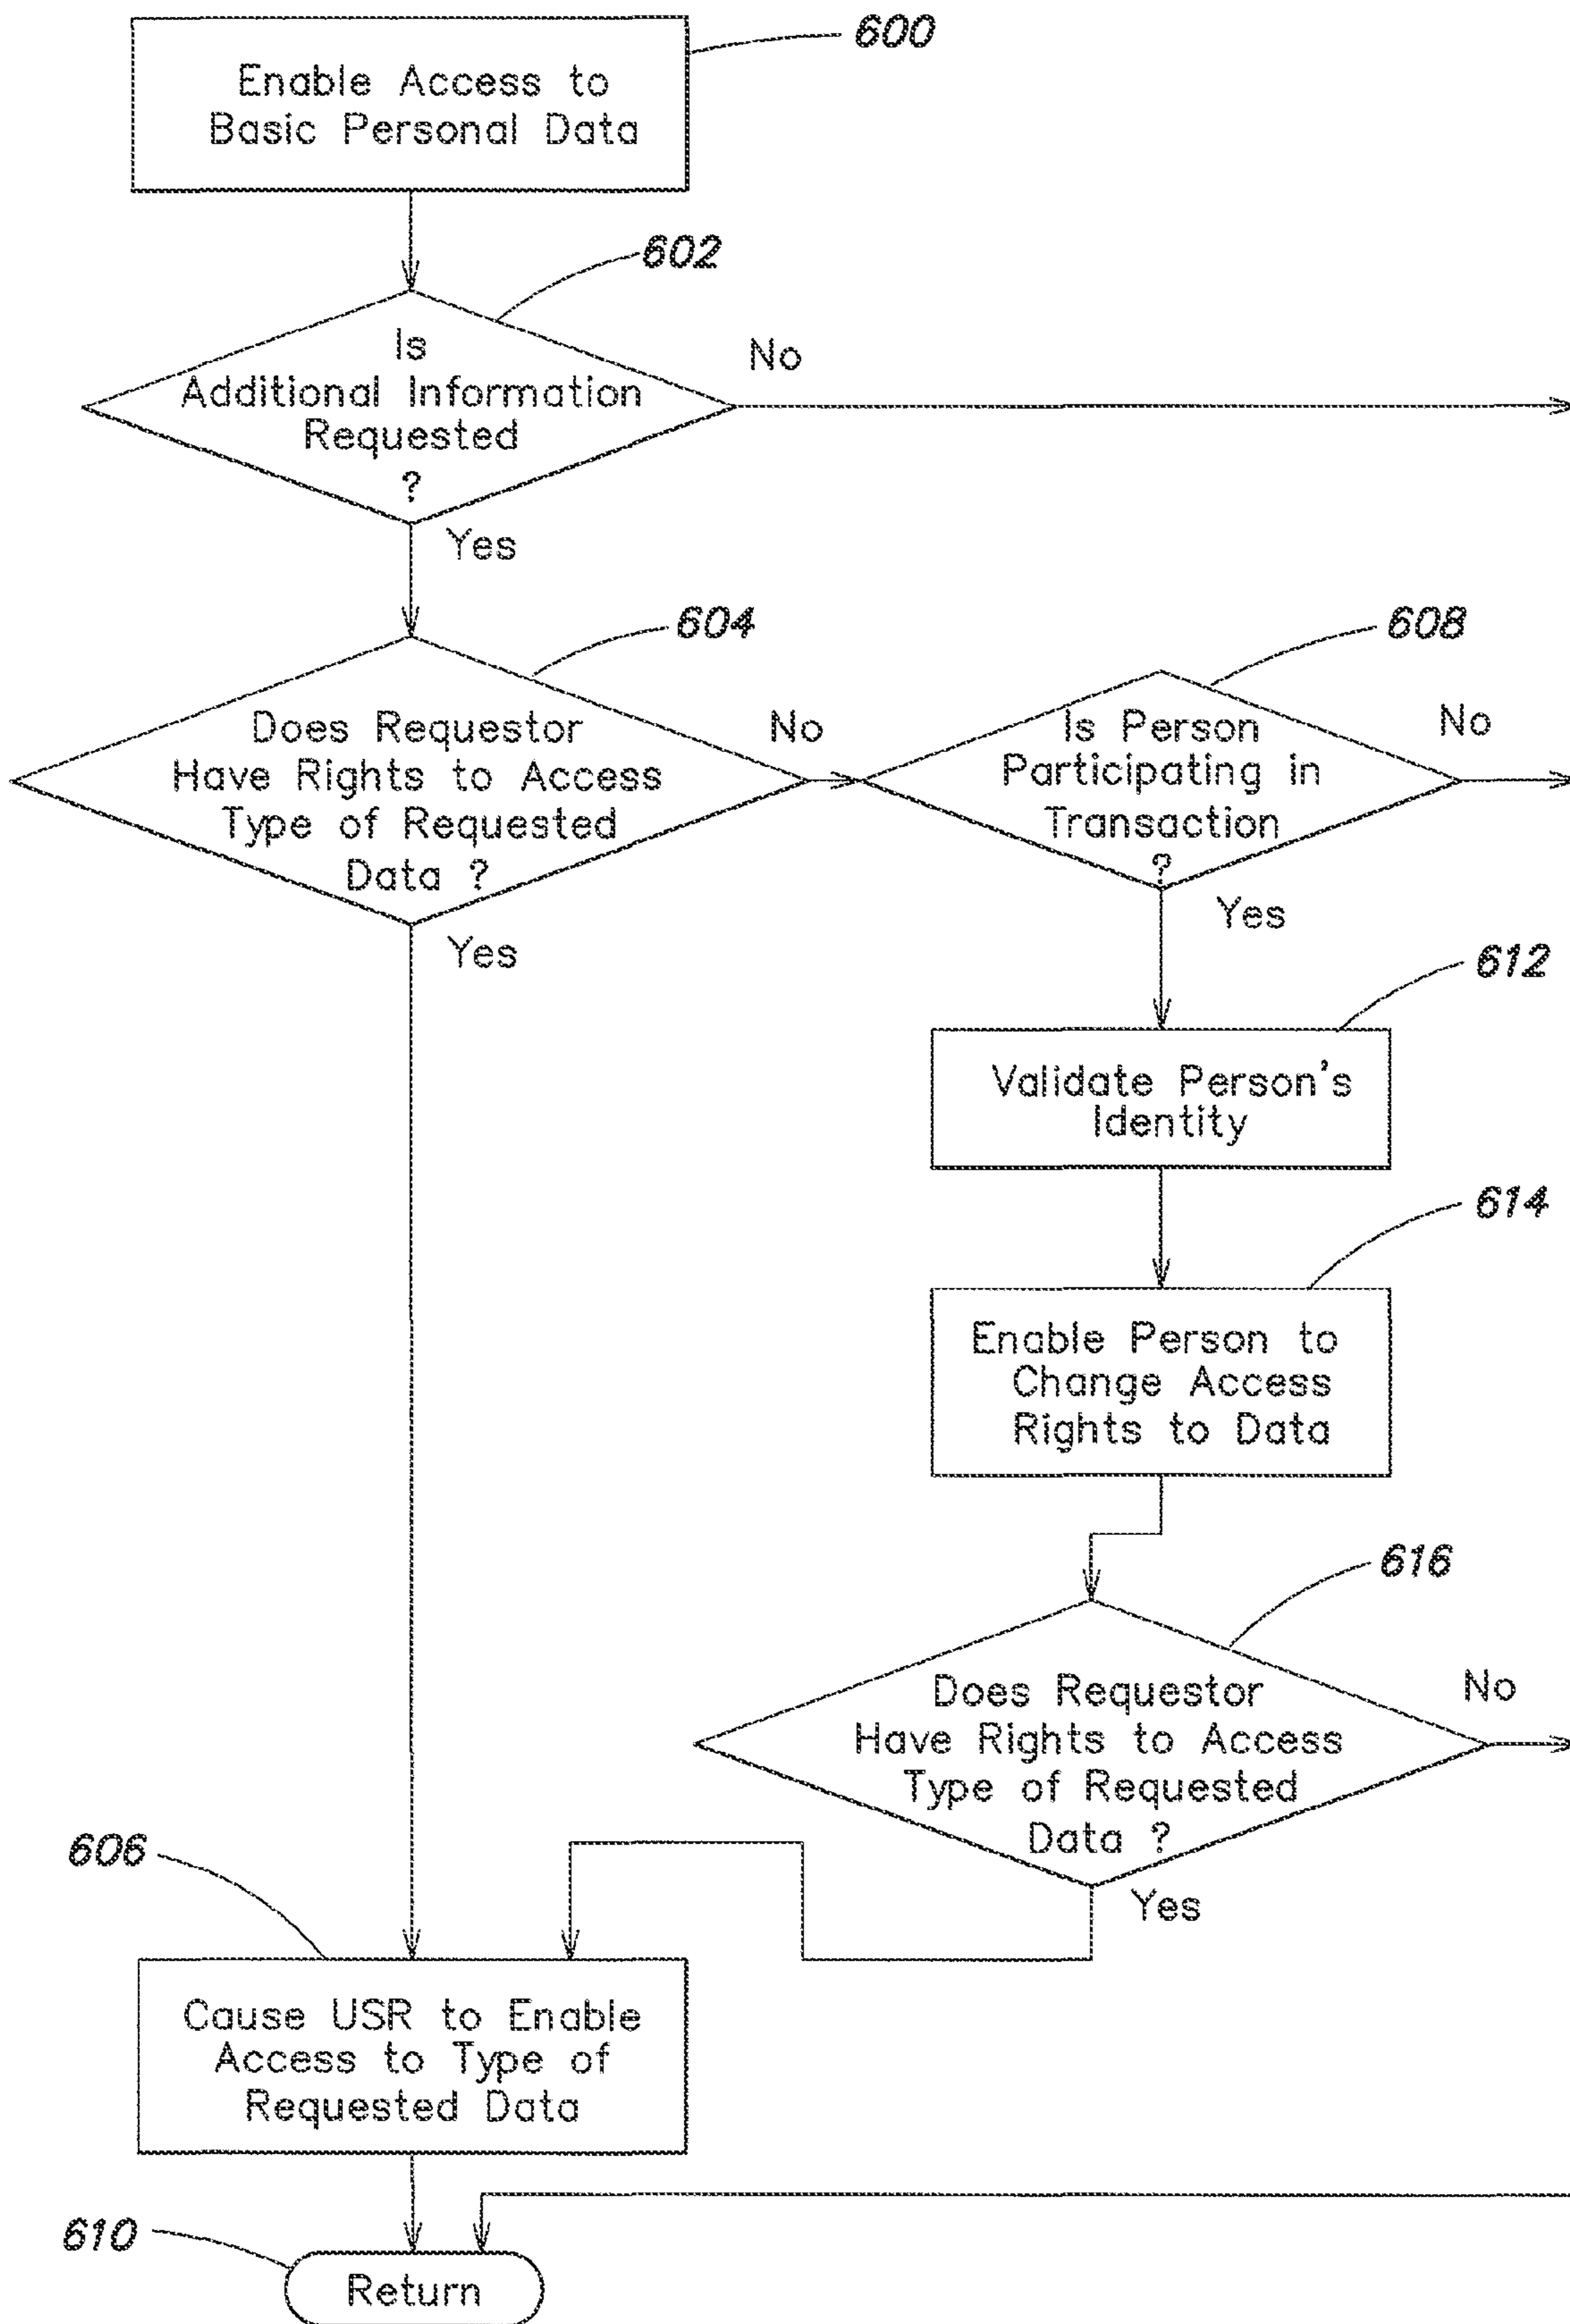 600
Enable Access to
Basic Personal Data
602
Is
Additional Information
Requested
?
No
Yes
604
Does Requestor
Have Rights to Access
Type of Requested
Data ?
No
Yes
608
Is Person
Participating in
Transaction
?
No
Yes
612
Validate Person's
Identity
614
Enable Person to
Change Access
Rights to Data
616
Does Requestor
Have Rights to Access
Type of Requested
Data ?
No
Yes
606
Cause USR to Enable
Access to Type of
Requested Data
610
Return